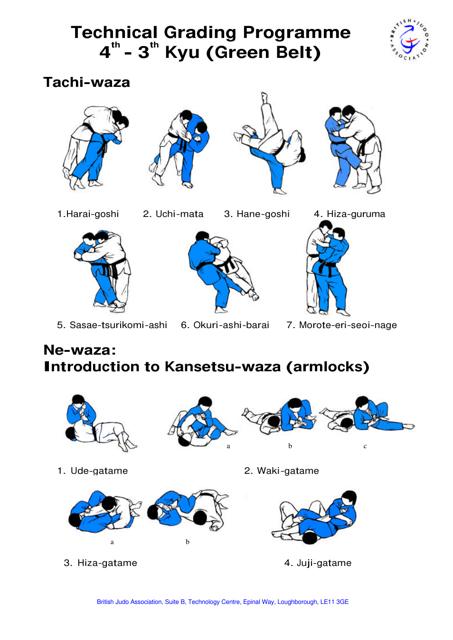 Technical Grading Programme
4th - 3th Kyu (Green Belt)
BRITISH JUDO ASSOCIATION
Tachi-waza
1.Harai-goshi
2. Uchi-mata
3. Hane-goshi
4. Hiza-guruma
5. Sasae-tsurikomi-ashi
6. Okuri-ashi-barai
7. Morote-eri-seoi-nage
Ne-waza:
Introduction to Kansetsu-waza (armlocks)
a
b
c
1. Ude-gatame
2. Waki-gatame
a
b
3. Hiza-gatame
4. Juji-gatame
British Judo Association, Suite B, Technology Centre, Epinal Way, Loughborough, LE11 3GE